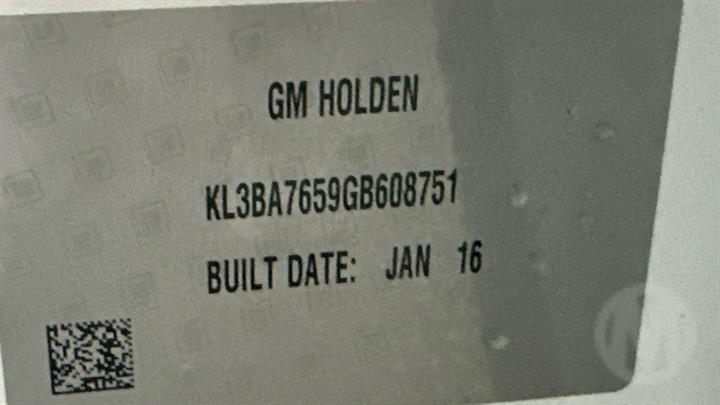 GM HOLDEN
KL3BA7659GB608751
BUILT DATE: JAN 16